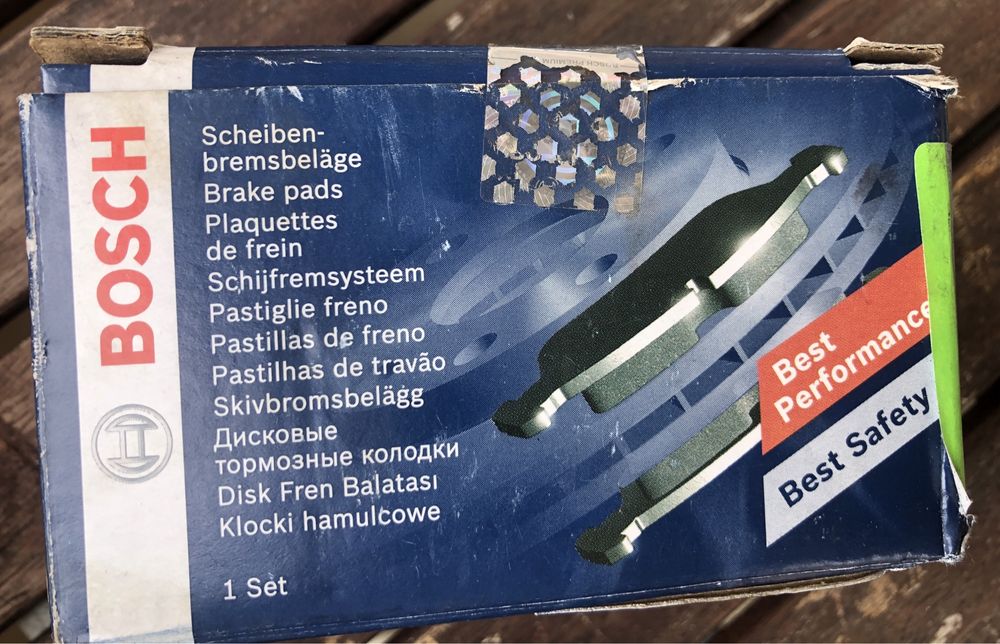 BOSCH
Scheiben-
bremsbeläge
Brake pads
Plaquettes
de frein
Schijfremsysteem
Pastiglie freno
Pastillas de freno
Pastilhas de travão
Skivbromsbelägg
Дисковые
тормозные колодки
Disk Fren Balatası
Klocki hamulcowe
1 Set
Best
Performance
Best Safety